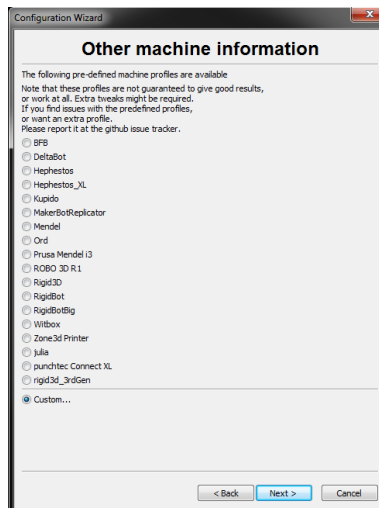 Configuration Wizard
Other machine information
The following pre-defined machine profiles are available
Note that these profiles are not guaranteed to give good results,
or work at all. Extra tweaks might be required.
If you find issues with the predefined profiles,
or want an extra profile.
Please report it at the github issue tracker.
BFB
DeltaBot
Hephestos
Hephestos_XL
Kupido
MakerBotReplicator
Mendel
Ord
Prusa Mendel i3
ROBO 3D R1
Rigid3D
RigidBot
RigidBotBig
Witbox
Zone3d Printer
julia
punchtec Connect XL
rigid3d_3rdGen
Custom...
< Back Next > Cancel